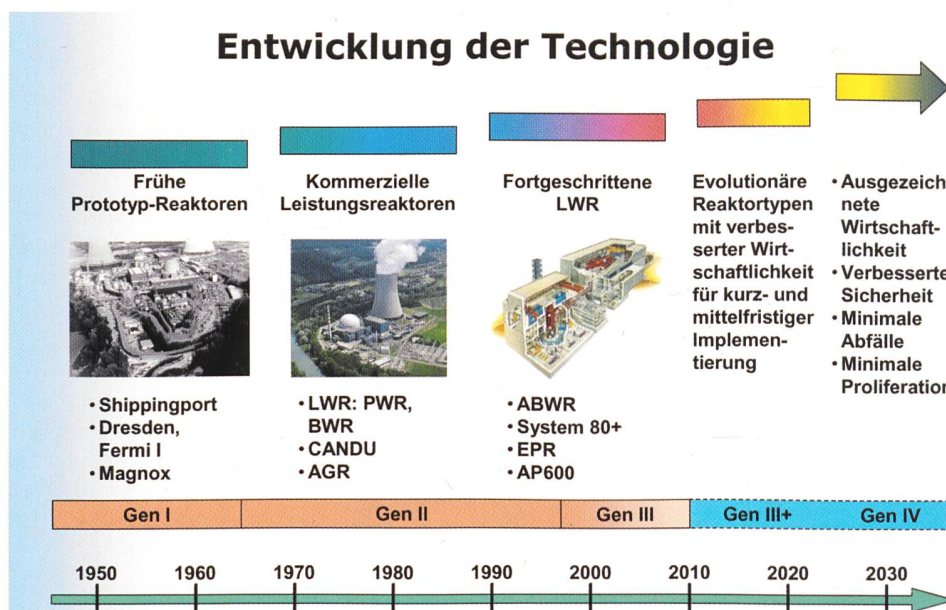 Entwicklung der Technologie
Frühe
Prototyp-Reaktoren
• Shippingport
• Dresden,
Fermi I
• Magnox
Kommerzielle
Leistungsreaktoren
• LWR: PWR,
BWR
• CANDU
• AGR
Fortgeschrittene
LWR
• ABWR
• System 80+
• EPR
• AP600
Evolutionäre
Reaktortypen
mit verbes-
serter Wirt-
schaftlichkeit
für kurz- und
mittelfristiger
Implemen-
tierung
• Ausgezeich
nete
Wirtschaft-
lichkeit
• Verbesserte
Sicherheit
• Minimale
Abfälle
• Minimale
Proliferation
Gen I Gen II Gen III Gen III+ Gen IV
1950 1960 1970 1980 1990 2000 2010 2020 2030